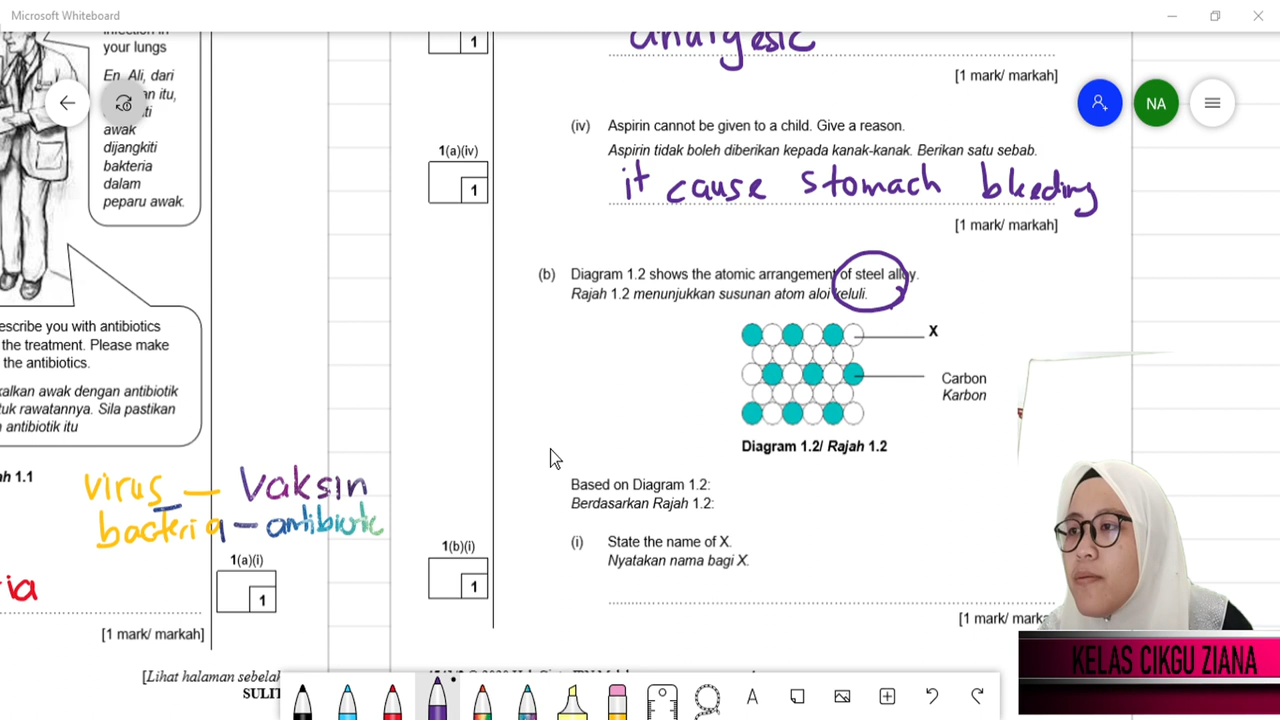 Microsoft Whiteboard
your lungs
En. Ali, dari
itu,
awak
dijangkiti
bakteria
dalam
peparu awak.
escribe you with antibiotics
the treatment. Please make
the antibiotics.
kalkan awak dengan antibiotik
tuk rawatannya. Sila pastikan
antibiotik itu
ah 1.1
virus — Vaksin
bacteria — antibiotic
ia
1(a)(i)
1
[1 mark/ markah]
[Lihat halaman sebelah
SULIT
1
analgesic
[1 mark/ markah]
NA
1(a)(iv)
1
(iv) Aspirin cannot be given to a child. Give a reason.
Aspirin tidak boleh diberikan kepada kanak-kanak. Berikan satu sebab.
it cause stomach bleeding
[1 mark/ markah]
(b) Diagram 1.2 shows the atomic arrangement of steel alloy.
Rajah 1.2 menunjukkan susunan atom aloi keluli.
X
Carbon
Karbon
Diagram 1.2/ Rajah 1.2
Based on Diagram 1.2:
Berdasarkan Rajah 1.2:
1(b)(i)
1
(i) State the name of X.
Nyatakan nama bagi X.
[1 mark/ marka
KELAS CIKGU ZIANA
A